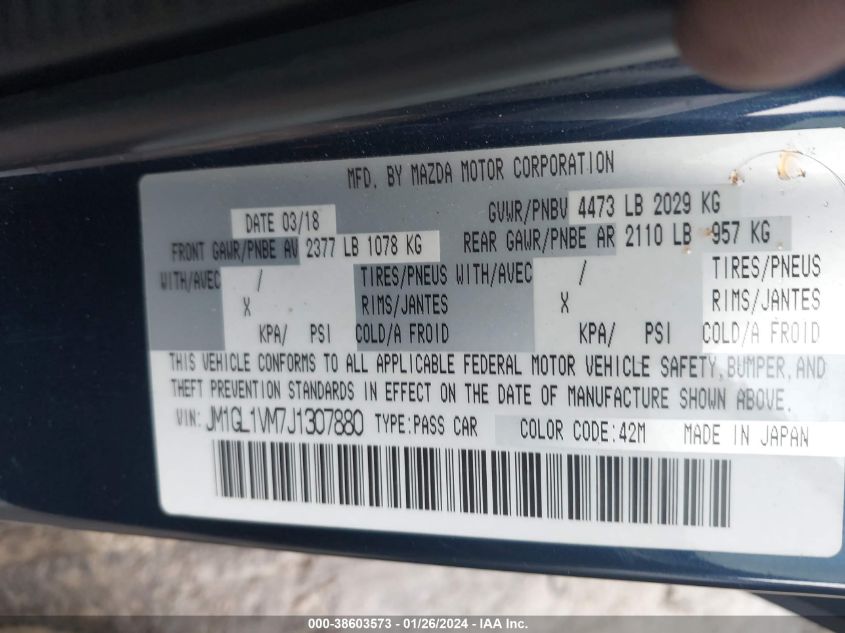 MFD. BY MAZDA MOTOR CORPORATION
DATE 03/18 GVWR/PNBV 4473 LB 2029 KG
FRONT GAWR/PNBE AV 2377 LB 1078 KG REAR GAWR/PNBE AR 2110 LB 957 KG
WITH/AVEC / TIRES/PNEUS WITH/AVEC / TIRES/PNEUS
X RIMS/JANTES X RIMS/JANTES
KPA/ PSI COLD/A FROID KPA/ PSI COLD/A FROID
THIS VEHICLE CONFORMS TO ALL APPLICABLE FEDERAL MOTOR VEHICLE SAFETY, BUMPER, AND
THEFT PREVENTION STANDARDS IN EFFECT ON THE DATE OF MANUFACTURE SHOWN ABOVE.
VIN: JM1GL1VM7J1307880 TYPE:PASS CAR COLOR CODE:42M MADE IN JAPAN
000-38603573 - 01/26/2024 - IAA Inc.